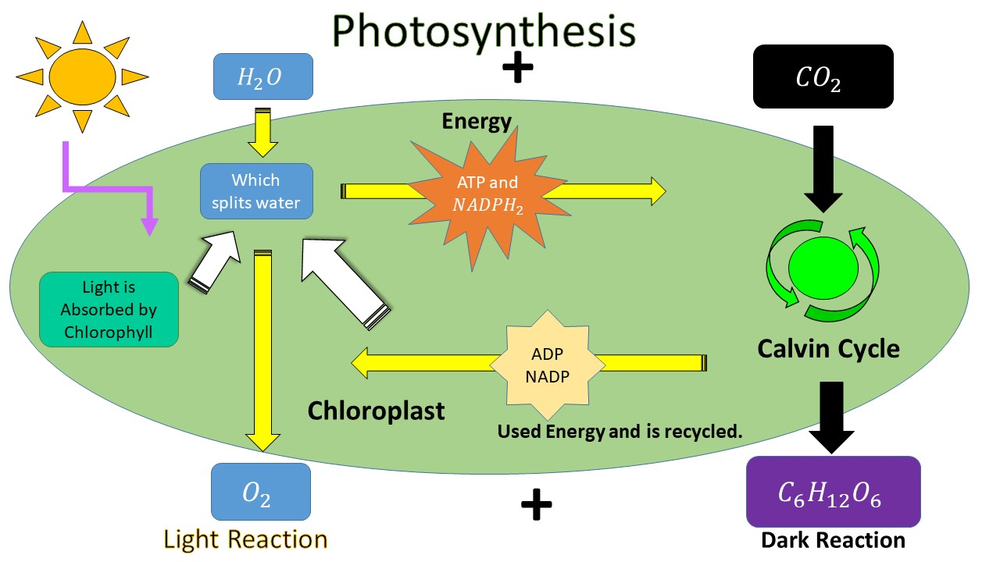 Photosynthesis
H₂O
+
CO₂
Energy
Which
splits water
ATP and
NADPH₂
Light is
Absorbed by
Chlorophyll
Calvin Cycle
ADP
NADP
Chloroplast
Used Energy and is recycled.
O₂
+
C₆H₁₂O₆
Light Reaction
Dark Reaction